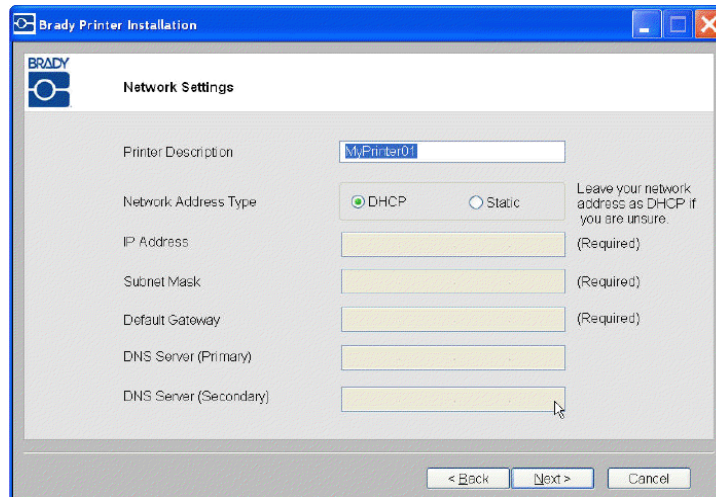 Brady Printer Installation
BRADY
Network Settings
Printer Description MyPrinter01
Network Address Type DHCP Static Leave your network
address as DHCP if
you are unsure.
IP Address (Required)
Subnet Mask (Required)
Default Gateway (Required)
DNS Server (Primary)
DNS Server (Secondary)
< Back Next > Cancel